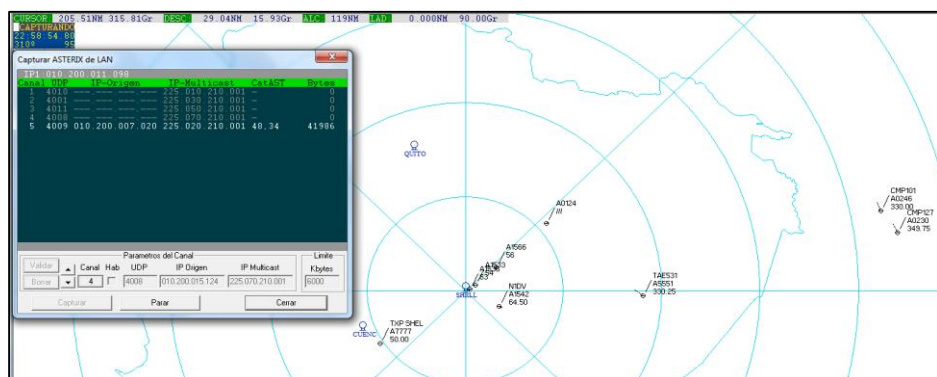 CURSOR: 205.51NM 315.81Gr DESC: 29.04NM 15.93Gr ALC: 119NM LAD: 0.000NM 90.00Gr
CAPTURANDO
22:58:54.80
310º 95
Capturar ASTERIX de LAN
IP1:010.200.011.098
Canal UDP IP-Origen IP-Multicast CatAST Bytes
1 4010 ---.---.---.--- 225.010.210.001 - 0
2 4001 ---.---.---.--- 225.030.210.001 - 0
3 4011 ---.---.---.--- 225.050.210.001 - 0
4 4008 ---.---.---.--- 225.070.210.001 - 0
5 4009 010.200.007.020 225.020.210.001 48,34 41986
Parametros del Canal
Limite
Validar
Borrar
Canal Hab UDP IP Origen IP Multicast Kbytes
4 4008 010.200.015.124 225.070.210.001 6000
Capturar Parar Cerrar
QUITO
A0124
///
A1566
56
A1533
SHELL
N1DV
A1542
64.50
TAE531
A5551
330.25
CMP101
A0246
330.00
CMP127
A0230
349.75
CUENC
TXP SHEL
A7777
50.00